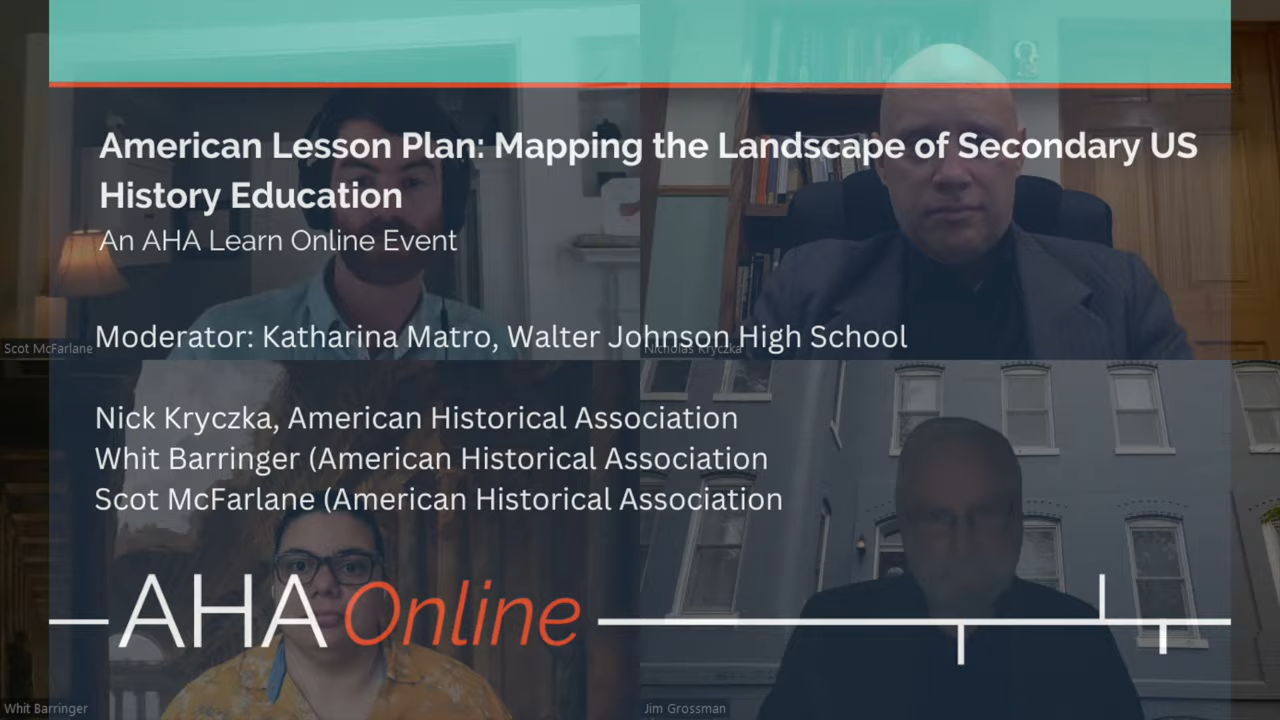 American Lesson Plan: Mapping the Landscape of Secondary US
History Education
An AHA Learn Online Event
Moderator: Katharina Matro, Walter Johnson High School
Scot McFarlane
Nicholas Kryczka
Nick Kryczka, American Historical Association
Whit Barringer (American Historical Association
Scot McFarlane (American Historical Association
AHA Online
Whit Barringer
Jim Grossman